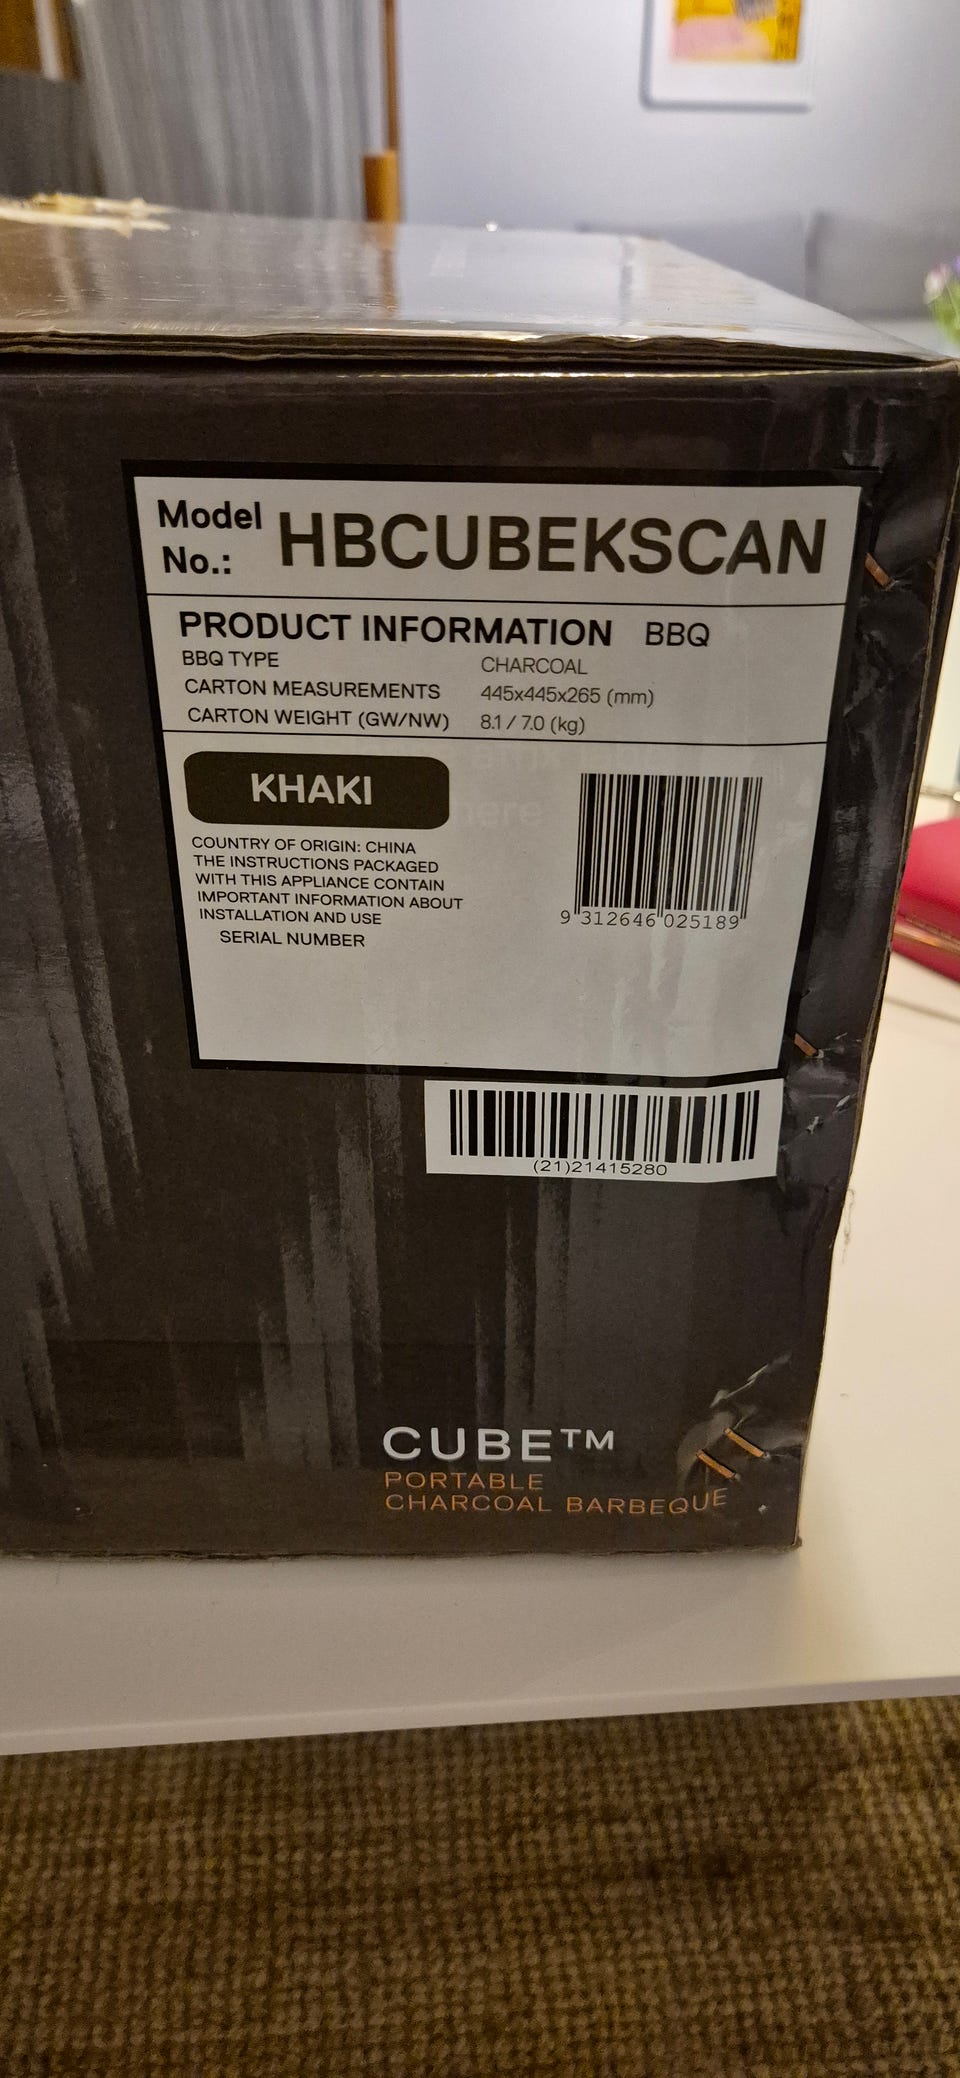 Model No.: HBCUBEKSCAN
PRODUCT INFORMATION BBQ
BBQ TYPE CHARCOAL
CARTON MEASUREMENTS 445x445x265 (mm)
CARTON WEIGHT (GW/NW) 8.1 / 7.0 (kg)
KHAKI
COUNTRY OF ORIGIN: CHINA
THE INSTRUCTIONS PACKAGED
WITH THIS APPLIANCE CONTAIN
IMPORTANT INFORMATION ABOUT
INSTALLATION AND USE
SERIAL NUMBER
9 312646 025189
(21)21415280
CUBE™
PORTABLE
CHARCOAL BARBEQUE